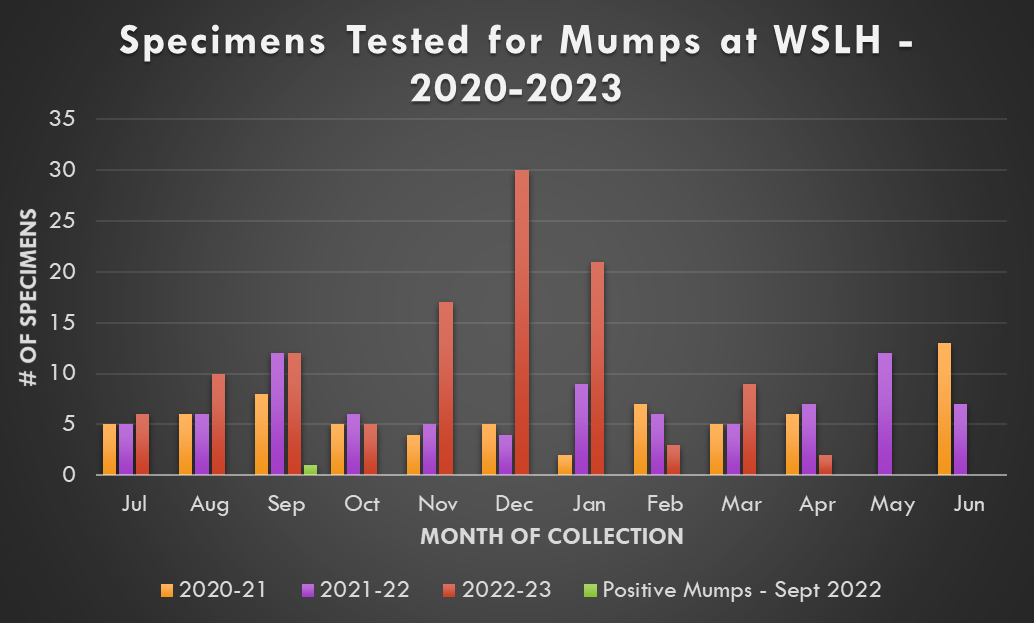 Specimens Tested for Mumps at WSLH -
2020-2023
35
30
25
20
15
10
5
0
# OF SPECIMENS
Jul Aug Sep Oct Nov Dec Jan Feb Mar Apr May Jun
MONTH OF COLLECTION
2020-21 2021-22 2022-23 Positive Mumps - Sept 2022